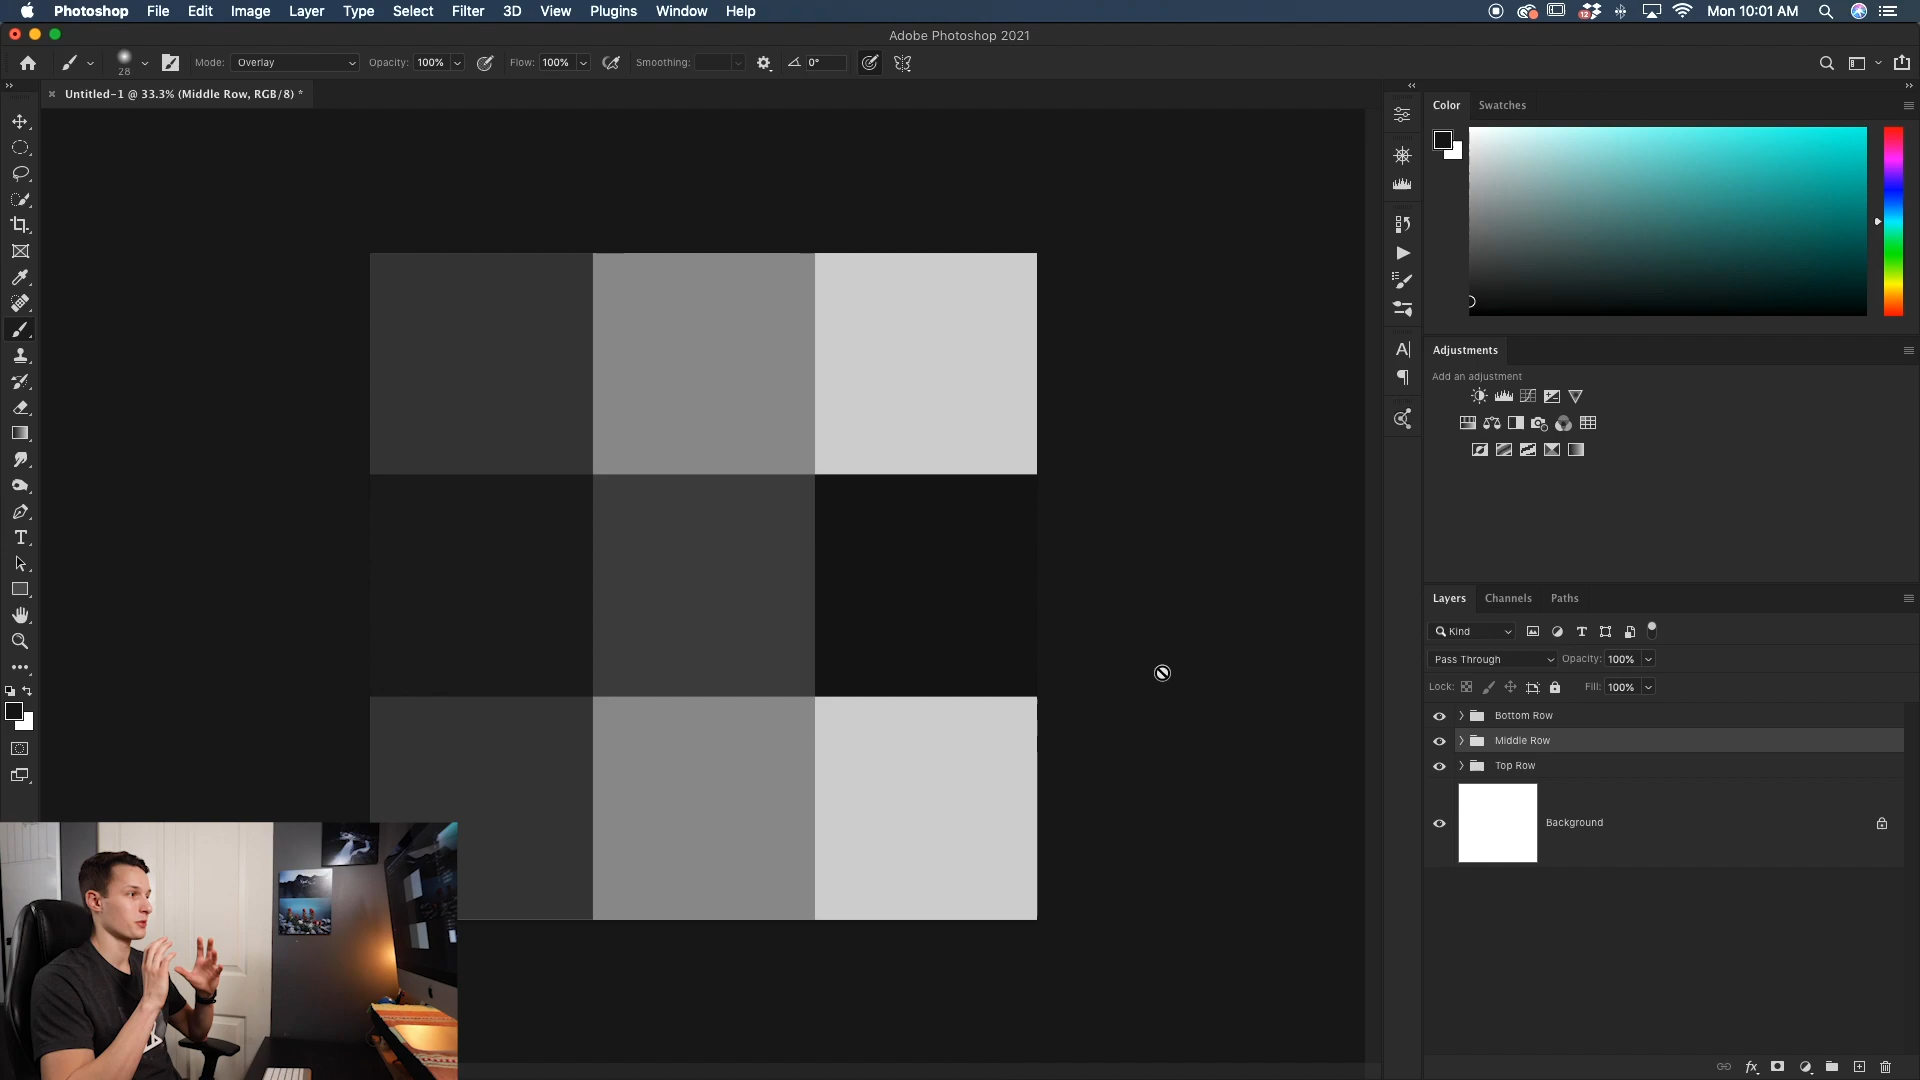 Photoshop File Edit Image Layer Type Select Filter 3D View Plugins Window Help
12
Mon 10:01 AM
Adobe Photoshop 2021
28
Mode: Overlay
Opacity: 100%
Flow: 100%
Smoothing:
0°
Untitled-1 @ 33.3% (Middle Row, RGB/8) *
Color Swatches
Adjustments
Add an adjustment
Layers Channels Paths
Kind
Pass Through
Opacity: 100%
Lock:
Fill: 100%
Bottom Row
Middle Row
Top Row
Background